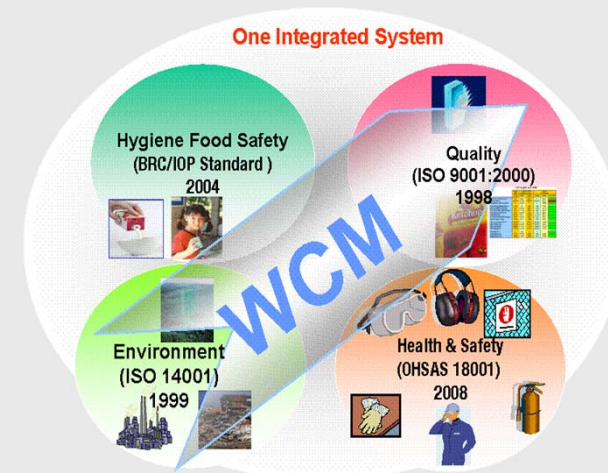 One Integrated System
Hygiene Food Safety
(BRC/IOP Standard )
2004
Quality
(ISO 9001:2000)
1998
Ketchup
WCM
Environment
(ISO 14001)
1999
Health & Safety
(OHSAS 18001)
2008